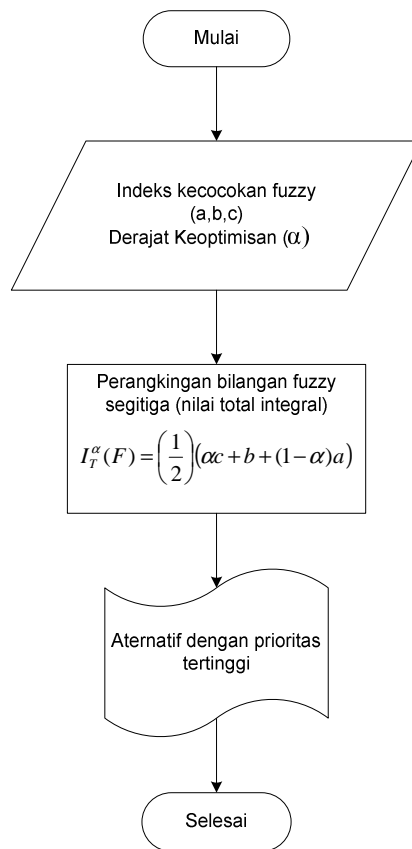 Mulai
Indeks kecocokan fuzzy
(a,b,c)
Derajat Keoptimisan (α)
Perangkingan bilangan fuzzy
segitiga (nilai total integral)
I_T^α(F) = (1/2)(αc + b + (1−α)a)
Aternatif dengan prioritas
tertinggi
Selesai